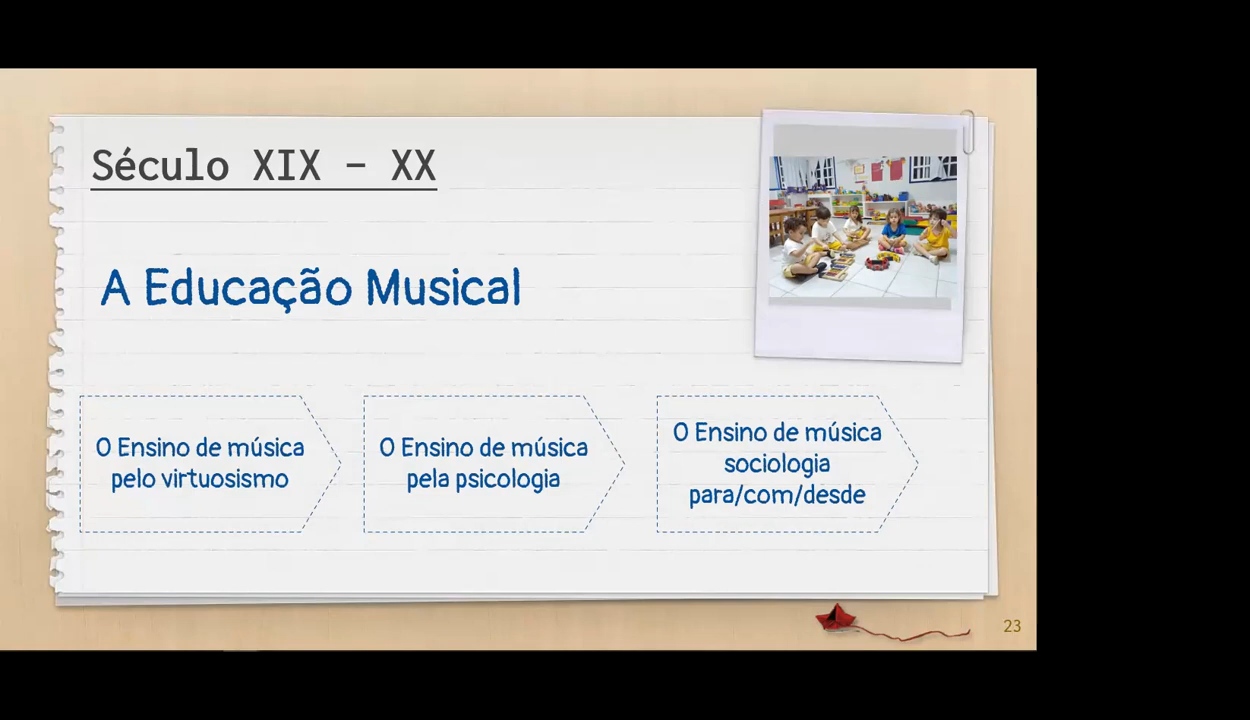 Século XIX – XX
A Educação Musical
O Ensino de música
pelo virtuosismo
O Ensino de música
pela psicologia
O Ensino de música
sociologia
para/com/desde
23